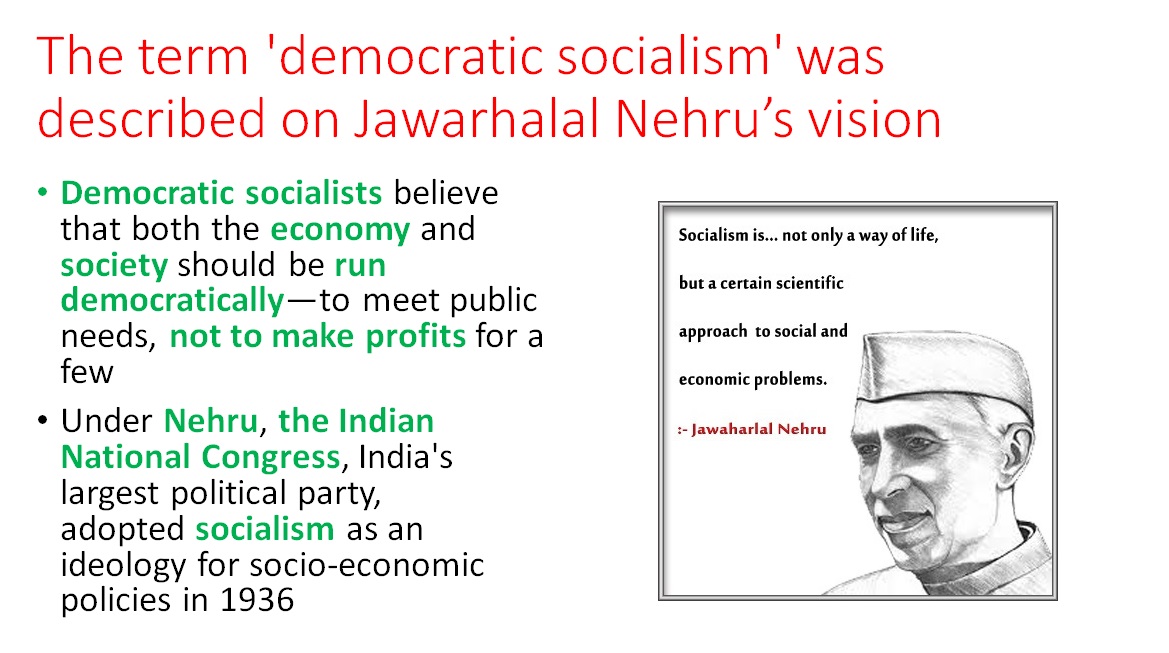 The term 'democratic socialism' was
described on Jawarhalal Nehru’s vision
• Democratic socialists believe
that both the economy and
society should be run
democratically—to meet public
needs, not to make profits for a
few
• Under Nehru, the Indian
National Congress, India's
largest political party,
adopted socialism as an
ideology for socio-economic
policies in 1936
Socialism is... not only a way of life,
but a certain scientific
approach to social and
economic problems.
:- Jawaharlal Nehru